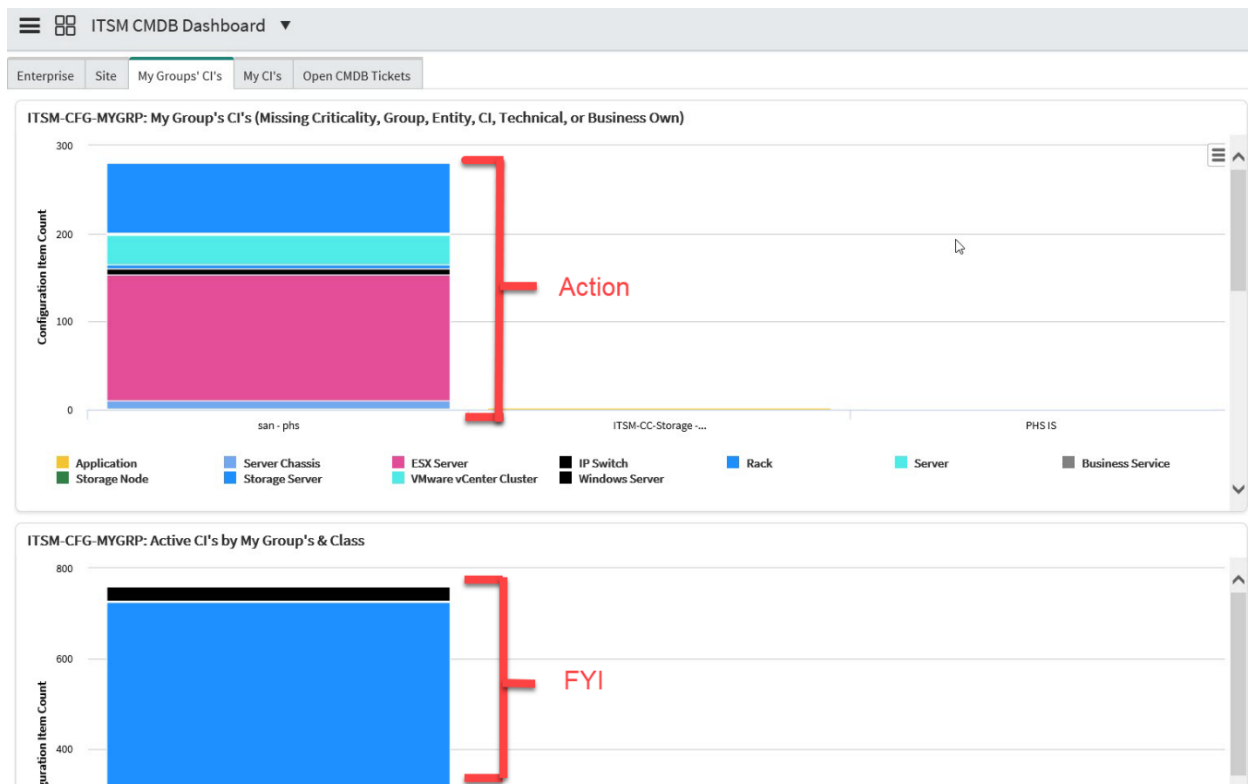 ITSM CMDB Dashboard ▼
Enterprise Site My Groups' CI's My CI's Open CMDB Tickets
ITSM-CFG-MYGRP: My Group's CI's (Missing Criticality, Group, Entity, CI, Technical, or Business Own)
300
200
100
0
Configuration Item Count
Action
san - phs ITSM-CC-Storage -... PHS IS
Application Server Chassis ESX Server IP Switch Rack Server Business Service
Storage Node Storage Server VMware vCenter Cluster Windows Server
ITSM-CFG-MYGRP: Active CI's by My Group's & Class
800
600
400
uration Item Count
FYI